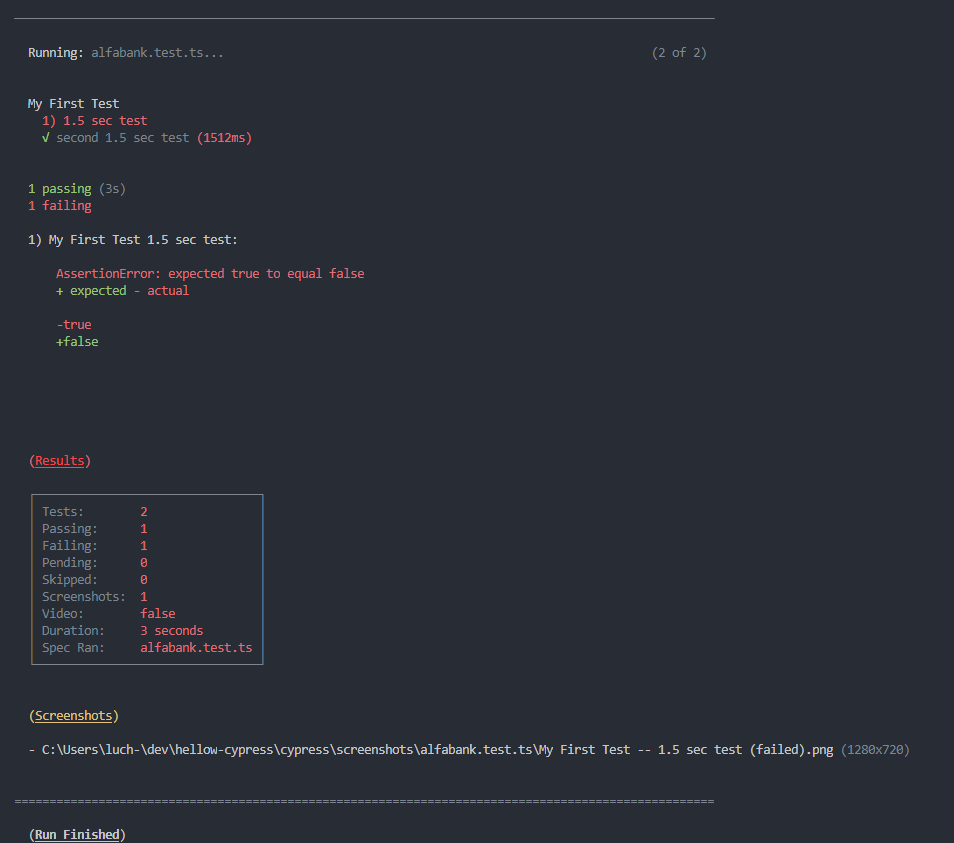 Running: alfabank.test.ts... (2 of 2)
My First Test
1) 1.5 sec test
√ second 1.5 sec test (1512ms)
1 passing (3s)
1 failing
1) My First Test 1.5 sec test:
AssertionError: expected true to equal false
+ expected - actual
-true
+false
(Results)
Tests: 2
Passing: 1
Failing: 1
Pending: 0
Skipped: 0
Screenshots: 1
Video: false
Duration: 3 seconds
Spec Ran: alfabank.test.ts
(Screenshots)
- C:\Users\luch-\dev\hellow-cypress\cypress\screenshots\alfabank.test.ts\My First Test -- 1.5 sec test (failed).png (1280x720)
====================================================================================================
(Run Finished)